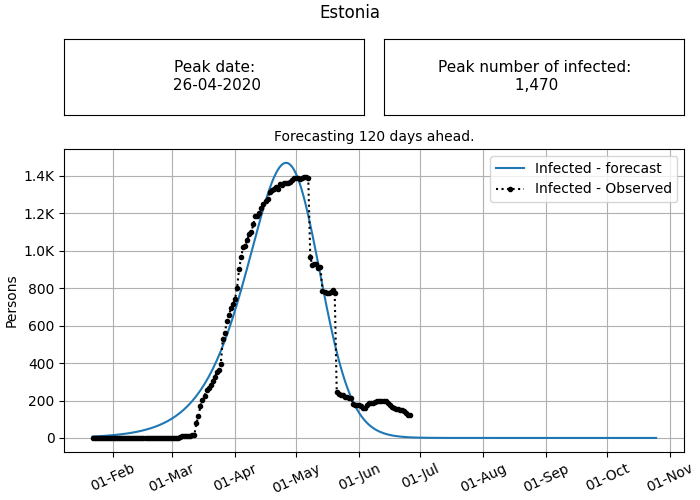 Estonia
Peak date:
26-04-2020
Peak number of infected:
1,470
Forecasting 120 days ahead.
Infected - forecast
Infected - Observed
Persons
1.4K
1.2K
1.0K
800
600
400
200
0
01-Feb
01-Mar
01-Apr
01-May
01-Jun
01-Jul
01-Aug
01-Sep
01-Oct
01-Nov